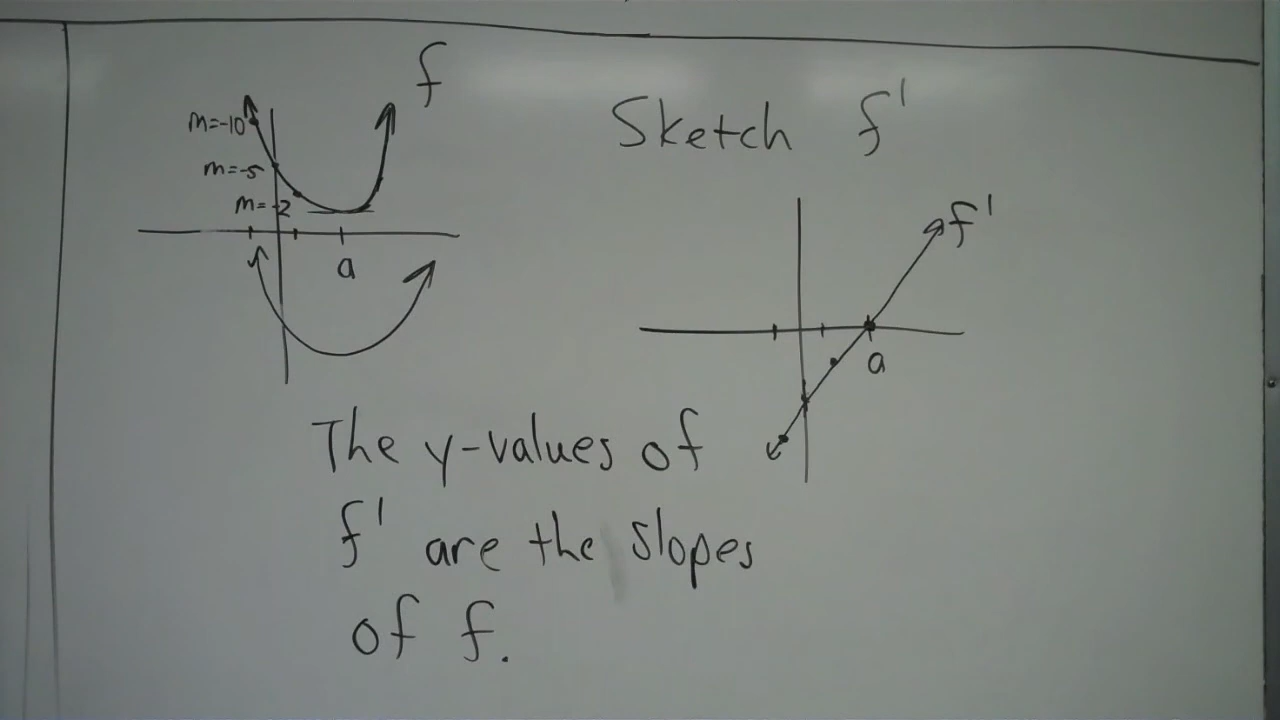 f
Sketch f'
m=-10
m=-5
m=-2
a
f'
a
The y-values of
f' are the slopes
of f.